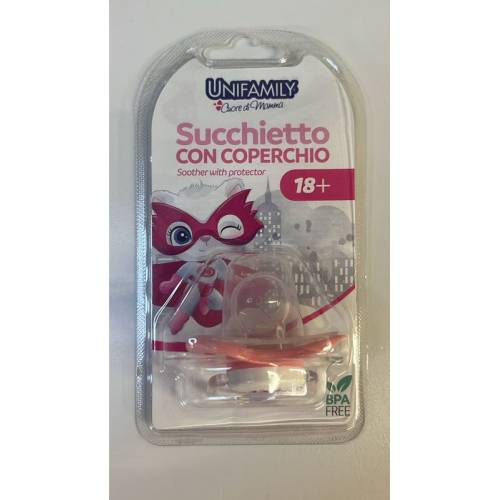 UNIFAMILY
Cuore di Mamma
Succhietto
CON COPERCHIO
Soother with protector
18+
BPA
FREE